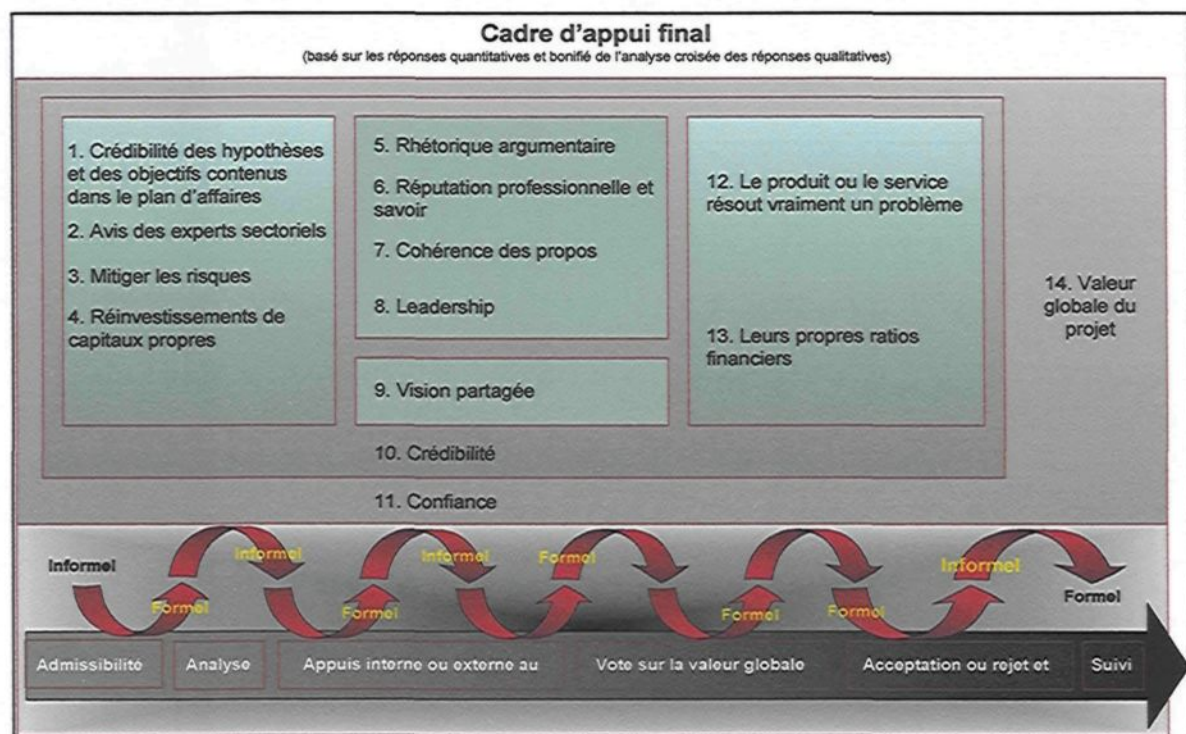 Cadre d'appui final
(basé sur les réponses quantitatives et bonifié de l'analyse croisée des réponses qualitatives)
1. Crédibilité des hypothèses
et des objectifs contenus
dans le plan d'affaires
2. Avis des experts sectoriels
3. Mitiger les risques
4. Réinvestissements de
capitaux propres
5. Rhétorique argumentaire
6. Réputation professionnelle et
savoir
7. Cohérence des propos
8. Leadership
9. Vision partagée
10. Crédibilité
11. Confiance
12. Le produit ou le service
résout vraiment un problème
13. Leurs propres ratios
financiers
14. Valeur
globale du
projet
Informel
Formel
Informel
Formel
Informel
Formel
Formel
Formel
Informel
Formel
Admissibilité
Analyse
Appuis interne ou externe au
Vote sur la valeur globale
Acceptation ou rejet et
Suivi